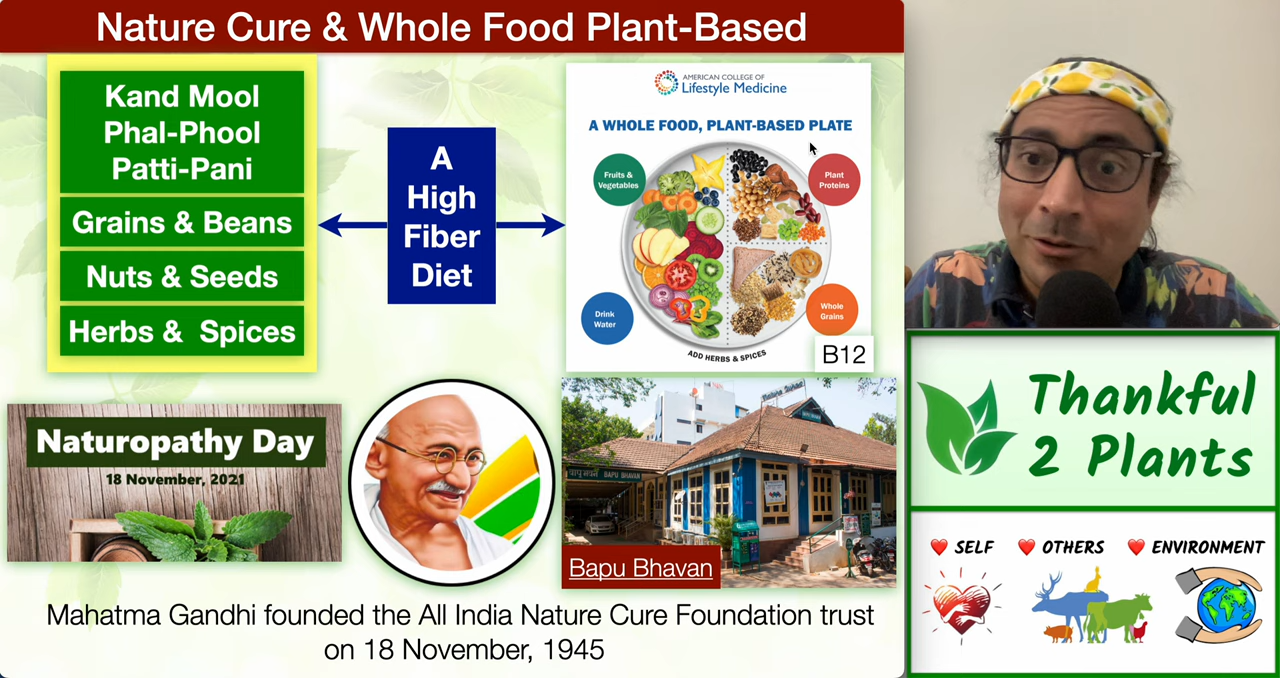 Nature Cure & Whole Food Plant-Based
Kand Mool
Phal-Phool
Patti-Pani
Grains & Beans
Nuts & Seeds
Herbs & Spices
A
High
Fiber
Diet
AMERICAN COLLEGE OF
Lifestyle Medicine
A WHOLE FOOD, PLANT-BASED PLATE
Fruits &
Vegetables
Plant
Proteins
Drink
Water
Whole
Grains
ADD HERBS & SPICES
B12
Naturopathy Day
18 November, 2021
बापू भवन BAPU BHAVAN
Bapu Bhavan
Mahatma Gandhi founded the All India Nature Cure Foundation trust
on 18 November, 1945
Thankful
2 Plants
SELF
OTHERS
ENVIRONMENT